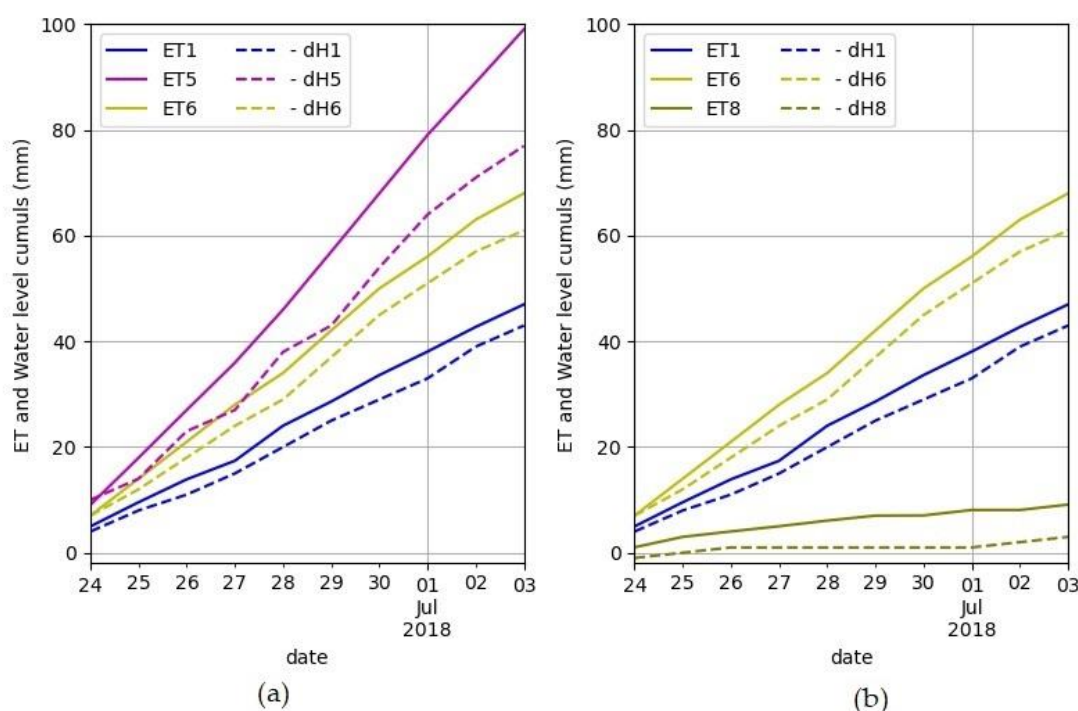 ET and Water level cumuls (mm)
100
80
60
40
20
0
ET1 - dH1
ET5 - dH5
ET6 - dH6
24 25 26 27 28 29 30 01 02 03
Jul
2018
date
(a)
ET and Water level cumuls (mm)
100
80
60
40
20
0
ET1 - dH1
ET6 - dH6
ET8 - dH8
24 25 26 27 28 29 30 01 02 03
Jul
2018
date
(b)